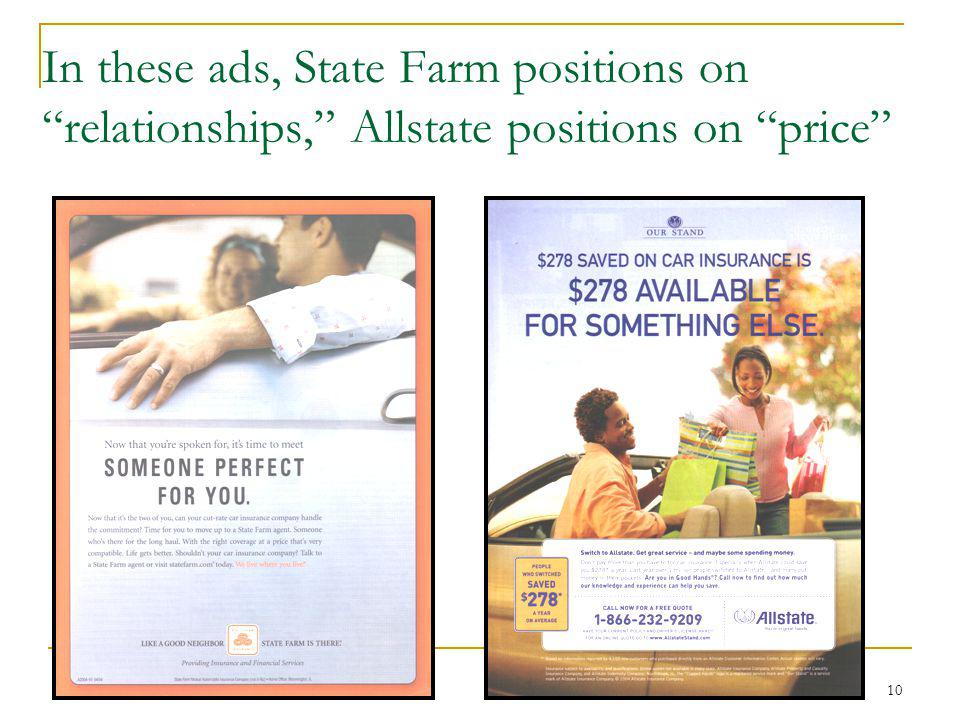 In these ads, State Farm positions on
“relationships,” Allstate positions on “price”
Now that you're spoken for, it's time to meet
SOMEONE PERFECT
FOR YOU.
Now that it's the two of you, can your cut-rate car insurance company handle
the commitment? Time for you to move up to a State Farm agent. Someone
who's there for the long haul. With the right coverage at a price that's very
compatible. Life gets better. Shouldn't your car insurance company? Talk to
a State Farm agent or visit statefarm.com today. We live where you live.
LIKE A GOOD NEIGHBOR STATE FARM IS THERE.
Providing Insurance and Financial Services
OUR STAND
$278 SAVED ON CAR INSURANCE IS
$278 AVAILABLE
FOR SOMETHING ELSE.
PEOPLE
WHO SWITCHED
SAVED
$278*
A YEAR
ON AVERAGE
Switch to Allstate. Get great service – and maybe some spending money.
Are you in Good Hands? Call now to find out how much
our knowledge and experience can help you save.
CALL NOW FOR A FREE QUOTE
1-866-232-9209
Allstate
10